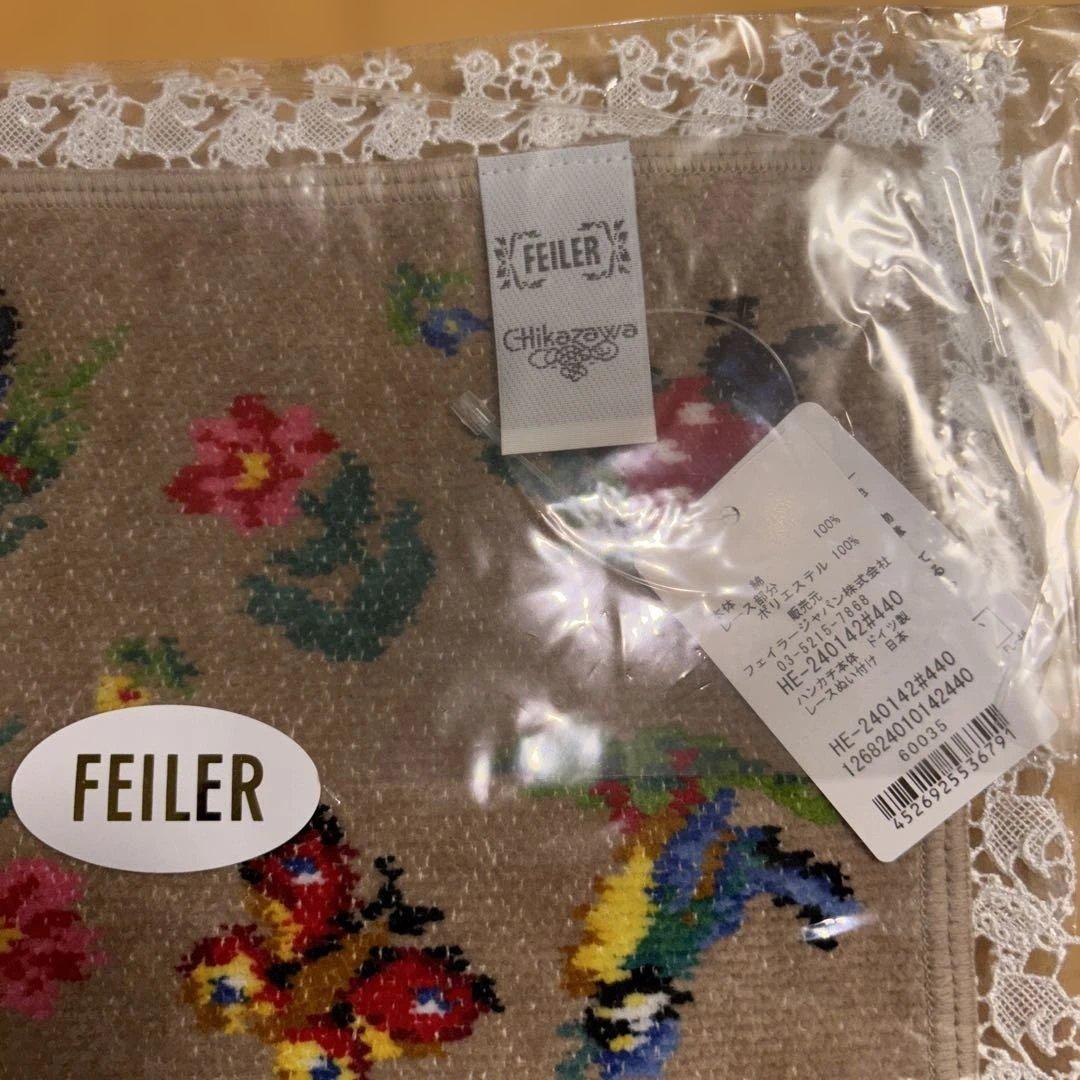 FEILER
CHikazawa
本体 綿 100%
レース部分
ポリエステル 100%
販売元
フェイラージャパン株式会社
03-5215-7868
HE-240142#440
ハンカチ本体 ドイツ製
レースぬい付け 日本
HE-240142#440
126824010142440
60035
4526925536791
FEILER